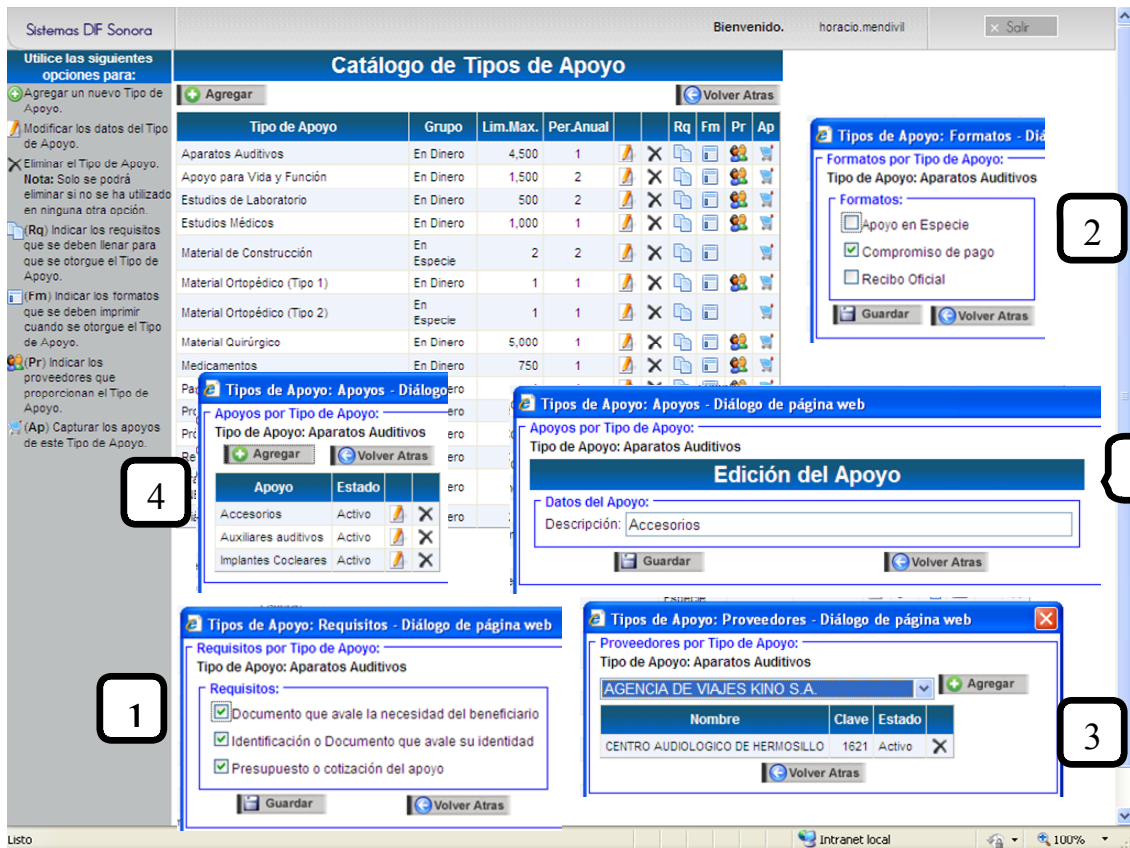 Sistemas DIF Sonora
Bienvenido. horacio.mendivil × Salir
Utilice las siguientes
opciones para:
Agregar un nuevo Tipo de
Apoyo.
Modificar los datos del Tipo
de Apoyo.
Eliminar el Tipo de Apoyo.
Nota: Solo se podrá
eliminar si no se ha utilizado
en ninguna otra opción.
(Rq) Indicar los requisitos
que se deben llenar para
que se otorgue el Tipo de
Apoyo.
(Fm) Indicar los formatos
que se deben imprimir
cuando se otorgue el Tipo
de Apoyo.
(Pr) Indicar los
proveedores que
proporcionan el Tipo de
Apoyo.
(Ap) Capturar los apoyos
de este Tipo de Apoyo.
Catálogo de Tipos de Apoyo
Agregar Volver Atras
Tipo de Apoyo Grupo Lim.Max. Per.Anual Rq Fm Pr Ap
Aparatos Auditivos En Dinero 4,500 1
Apoyo para Vida y Función En Dinero 1,500 2
Estudios de Laboratorio En Dinero 500 2
Estudios Médicos En Dinero 1,000 1
Material de Construcción En Especie 2 2
Material Ortopédico (Tipo 1) En Dinero 1 1
Material Ortopédico (Tipo 2) En Especie 1 1
Material Quirúrgico En Dinero 5,000 1
Medicamentos En Dinero 750 1
Tipos de Apoyo: Formatos - Diá
Formatos por Tipo de Apoyo:
Tipo de Apoyo: Aparatos Auditivos
Formatos:
Apoyo en Especie
Compromiso de pago
Recibo Oficial
Guardar Volver Atras
2
Tipos de Apoyo: Apoyos - Diálogo
Apoyos por Tipo de Apoyo:
Tipo de Apoyo: Aparatos Auditivos
Agregar Volver Atras
Apoyo Estado
Accesorios Activo
Auxiliares auditivos Activo
Implantes Cocleares Activo
4
Tipos de Apoyo: Apoyos - Diálogo de página web
Apoyos por Tipo de Apoyo:
Tipo de Apoyo: Aparatos Auditivos
Edición del Apoyo
Datos del Apoyo:
Descripción: Accesorios
Guardar Volver Atras
Tipos de Apoyo: Requisitos - Diálogo de página web
Requisitos por Tipo de Apoyo:
Tipo de Apoyo: Aparatos Auditivos
Requisitos:
Documento que avale la necesidad del beneficiario
Identificación o Documento que avale su identidad
Presupuesto o cotización del apoyo
Guardar Volver Atras
1
Tipos de Apoyo: Proveedores - Diálogo de página web
Proveedores por Tipo de Apoyo:
Tipo de Apoyo: Aparatos Auditivos
AGENCIA DE VIAJES KINO S.A. Agregar
Nombre Clave Estado
CENTRO AUDIOLOGICO DE HERMOSILLO 1621 Activo
Volver Atras
3
Listo Intranet local 100%